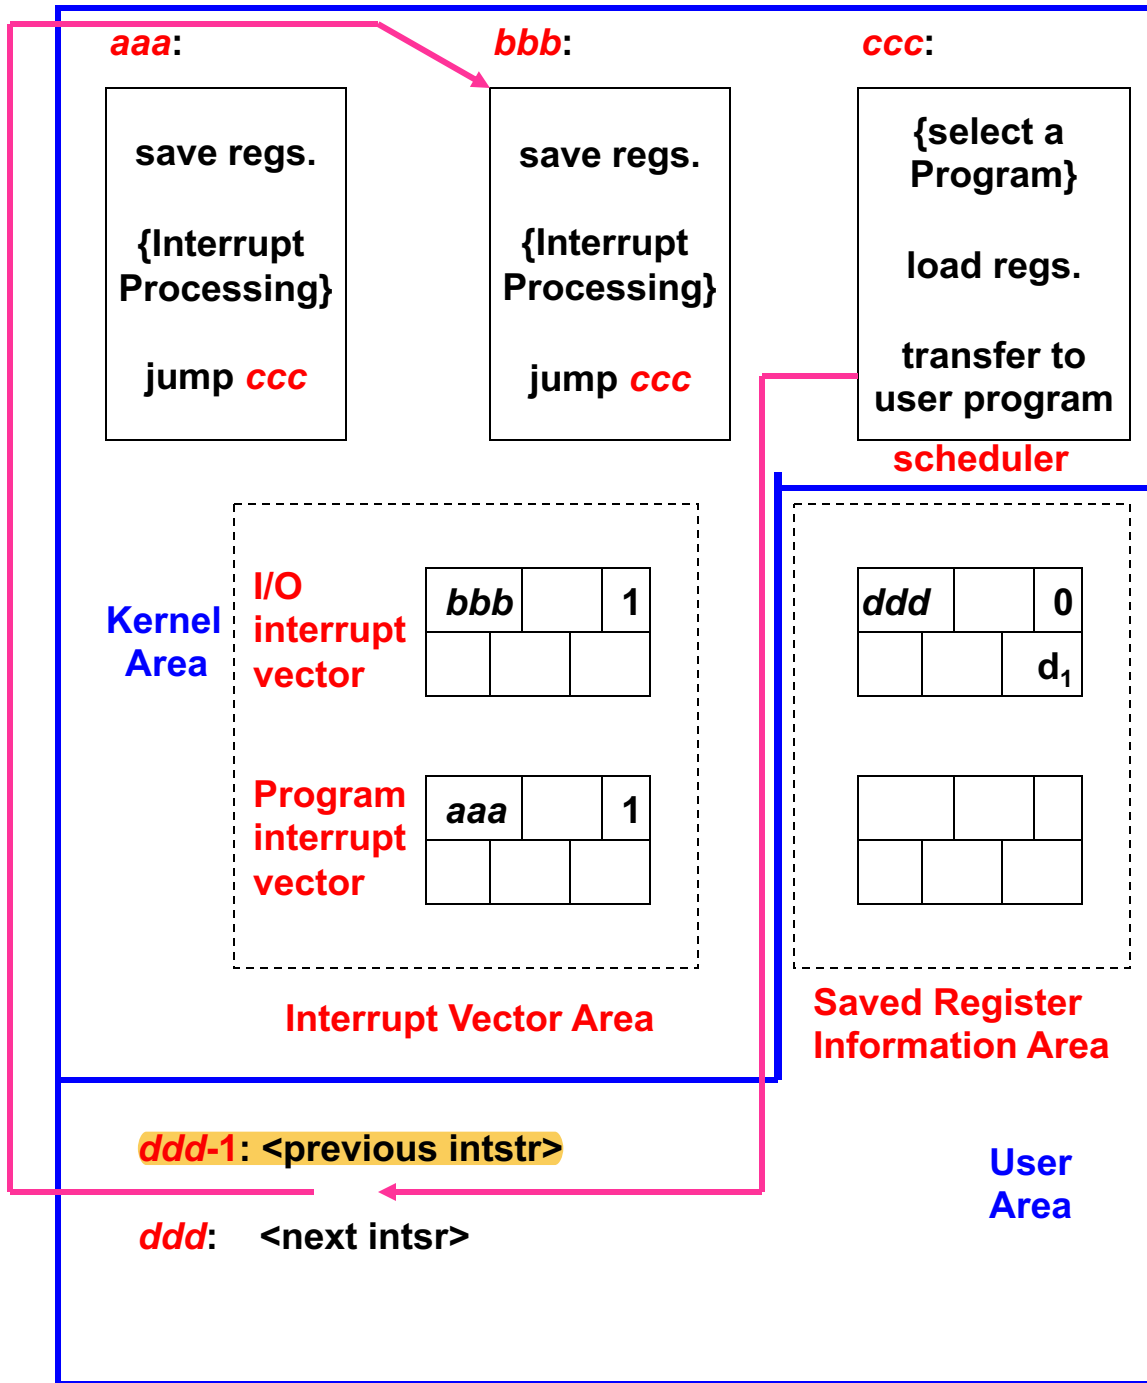 aaa:
bbb:
ccc:
save regs.
{Interrupt
Processing}
jump ccc
save regs.
{Interrupt
Processing}
jump ccc
{select a
Program}
load regs.
transfer to
user program
scheduler
Kernel
Area
I/O
interrupt
vector
bbb 1
ddd 0
d₁
Program
interrupt
vector
aaa 1
Interrupt Vector Area
Saved Register
Information Area
ddd-1: <previous intstr>
ddd: <next intsr>
User
Area